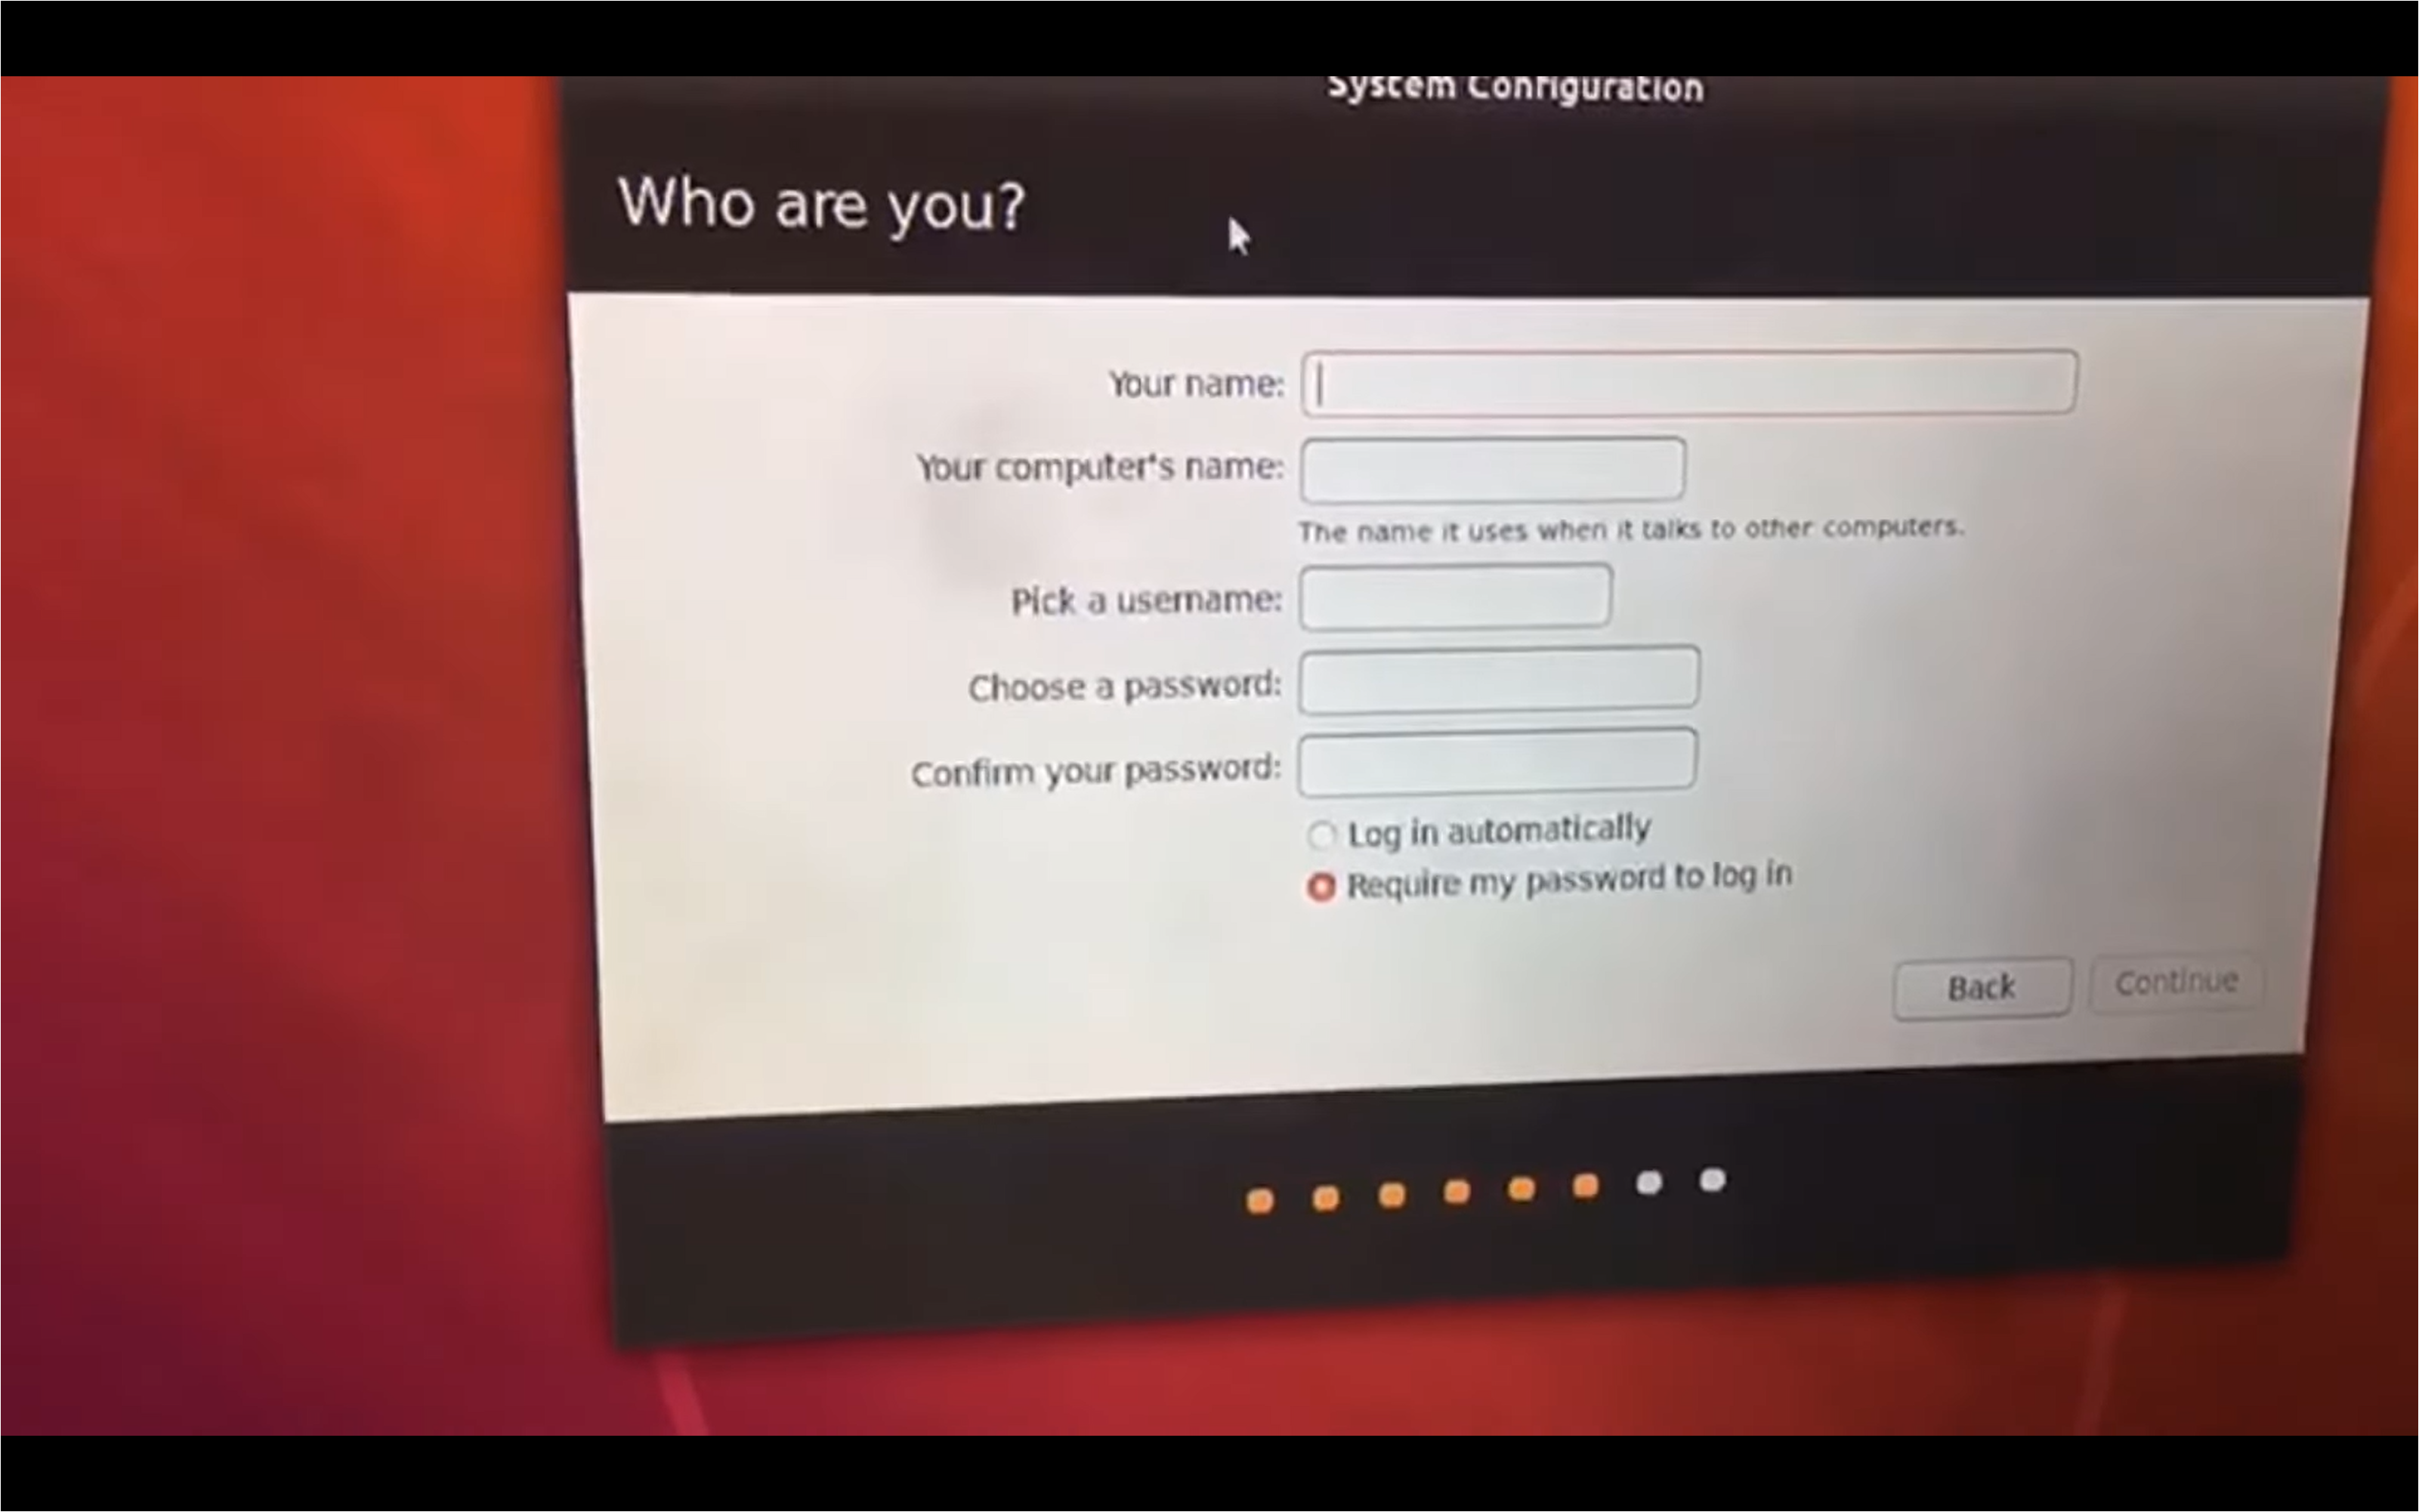 System Configuration
Who are you?
Your name:
Your computer's name:
The name it uses when it talks to other computers.
Pick a username:
Choose a password:
Confirm your password:
Log in automatically
Require my password to log in
Back Continue